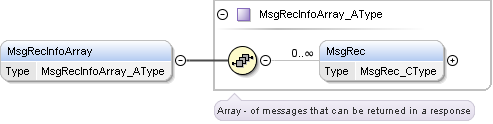 MsgRecInfoArray_AType
MsgRecInfoArray
Type MsgRecInfoArray_AType
0..∞
MsgRec
Type MsgRec_CType
Array - of messages that can be returned in a response